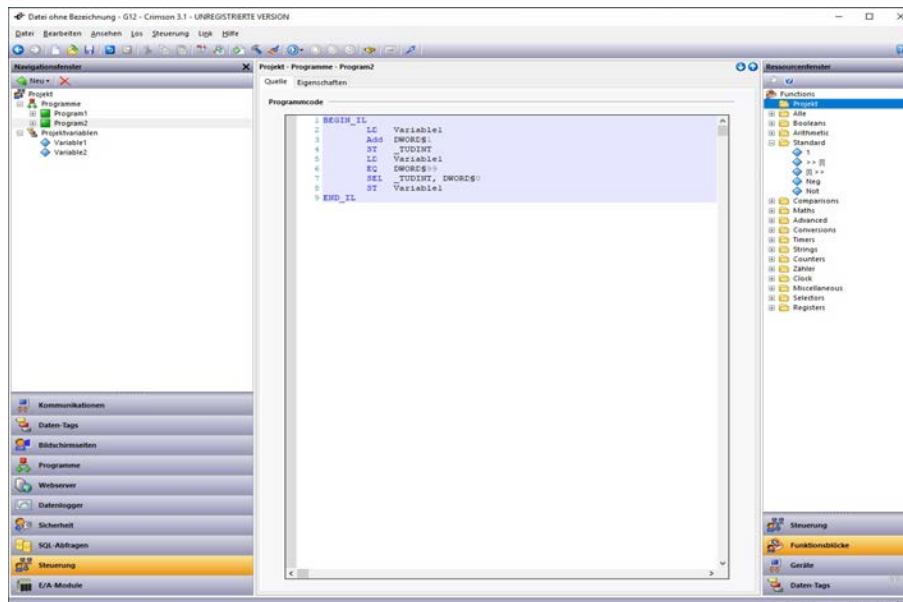 Datei ohne Bezeichnung - G12 - Crimson 3.1 - UNREGISTRIERTE VERSION
Datei Bearbeiten Ansehen Los Steuerung Link Hilfe
Navigationsfenster
Neu
Projekt
Programme
Program1
Program2
Projektvariablen
Variable1
Variable2
Kommunikationen
Daten-Tags
Bildschirmseiten
Programme
Webserver
Datenlogger
Sicherheit
SQL-Abfragen
Steuerung
E/A-Module
Projekt - Programme - Program2
Quelle Eigenschaften
Programmcode
1 BEGIN_IL
2 LD Variable1
3 Add DWORD$1
4 ST _TUDINT
5 LD Variable1
6 EQ DWORD$99
7 SEL _TUDINT, DWORD$0
8 ST Variable1
9 END_IL
Ressourcenfenster
Functions
Projekt
Alle
Booleans
Arithmetic
Standard
1
>> [I]
[I] >>
Neg
Not
Comparisons
Maths
Advanced
Conversions
Timers
Strings
Counters
Zähler
Clock
Miscellaneous
Selectors
Registers
Steuerung
Funktionsblöcke
Geräte
Daten-Tags